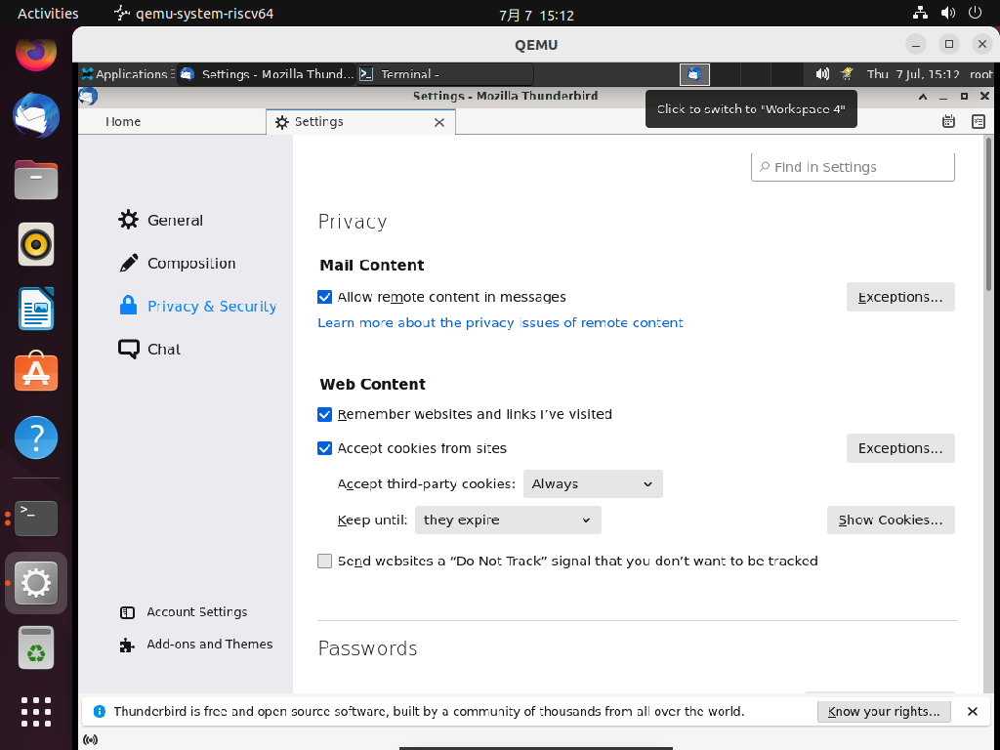 Activities qemu-system-riscv64 7月 7 15:12
QEMU
Applications Settings - Mozilla Thund... Terminal - Thu 7 Jul, 15:12 root
Settings - Mozilla Thunderbird
Click to switch to "Workspace 4"
Home Settings
Find in Settings
General
Composition
Privacy & Security
Chat
Account Settings
Add-ons and Themes
Privacy
Mail Content
Allow remote content in messages Exceptions...
Learn more about the privacy issues of remote content
Web Content
Remember websites and links I’ve visited
Accept cookies from sites Exceptions...
Accept third-party cookies: Always
Keep until: they expire Show Cookies...
Send websites a “Do Not Track” signal that you don’t want to be tracked
Passwords
Thunderbird is free and open source software, built by a community of thousands from all over the world. Know your rights...